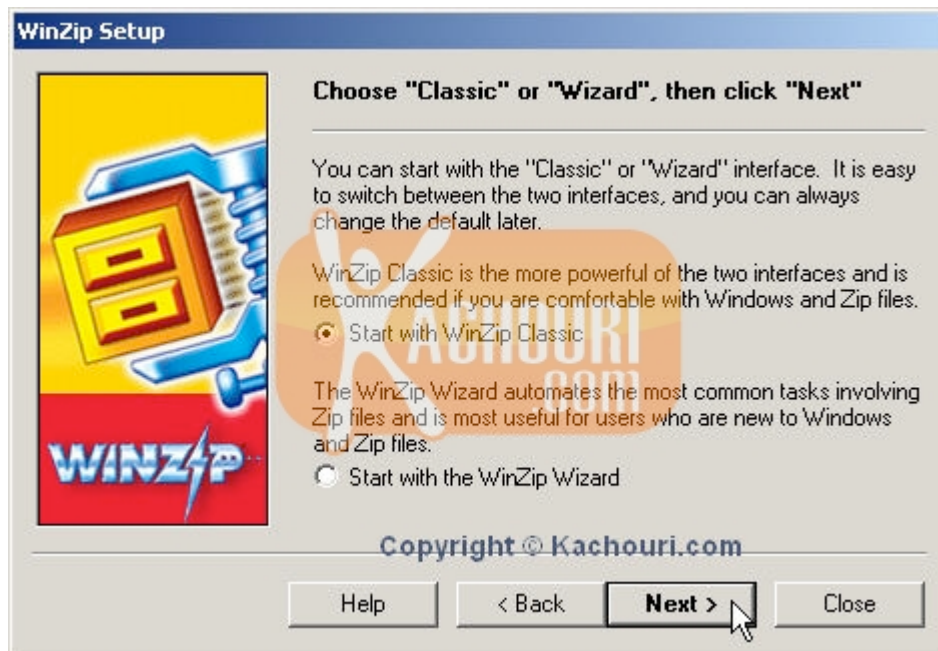 WinZip Setup
Choose "Classic" or "Wizard", then click "Next"
You can start with the "Classic" or "Wizard" interface.  It is easy
to switch between the two interfaces, and you can always
change the default later.
WinZip Classic is the more powerful of the two interfaces and is
recommended if you are comfortable with Windows and Zip files.
Start with WinZip Classic
KACHOURI
.com
The WinZip Wizard automates the most common tasks involving
Zip files and is most useful for users who are new to Windows
and Zip files.
WINZIP
Start with the WinZip Wizard
Copyright © Kachouri.com
Help
< Back
Next >
Close